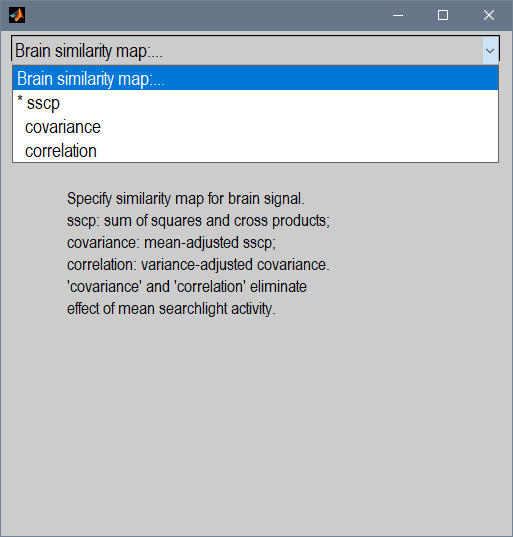 Brain similarity map:...
Brain similarity map:...
* sscp
covariance
correlation
Specify similarity map for brain signal.
sscp: sum of squares and cross products;
covariance: mean-adjusted sscp;
correlation: variance-adjusted covariance.
'covariance' and 'correlation' eliminate
effect of mean searchlight activity.